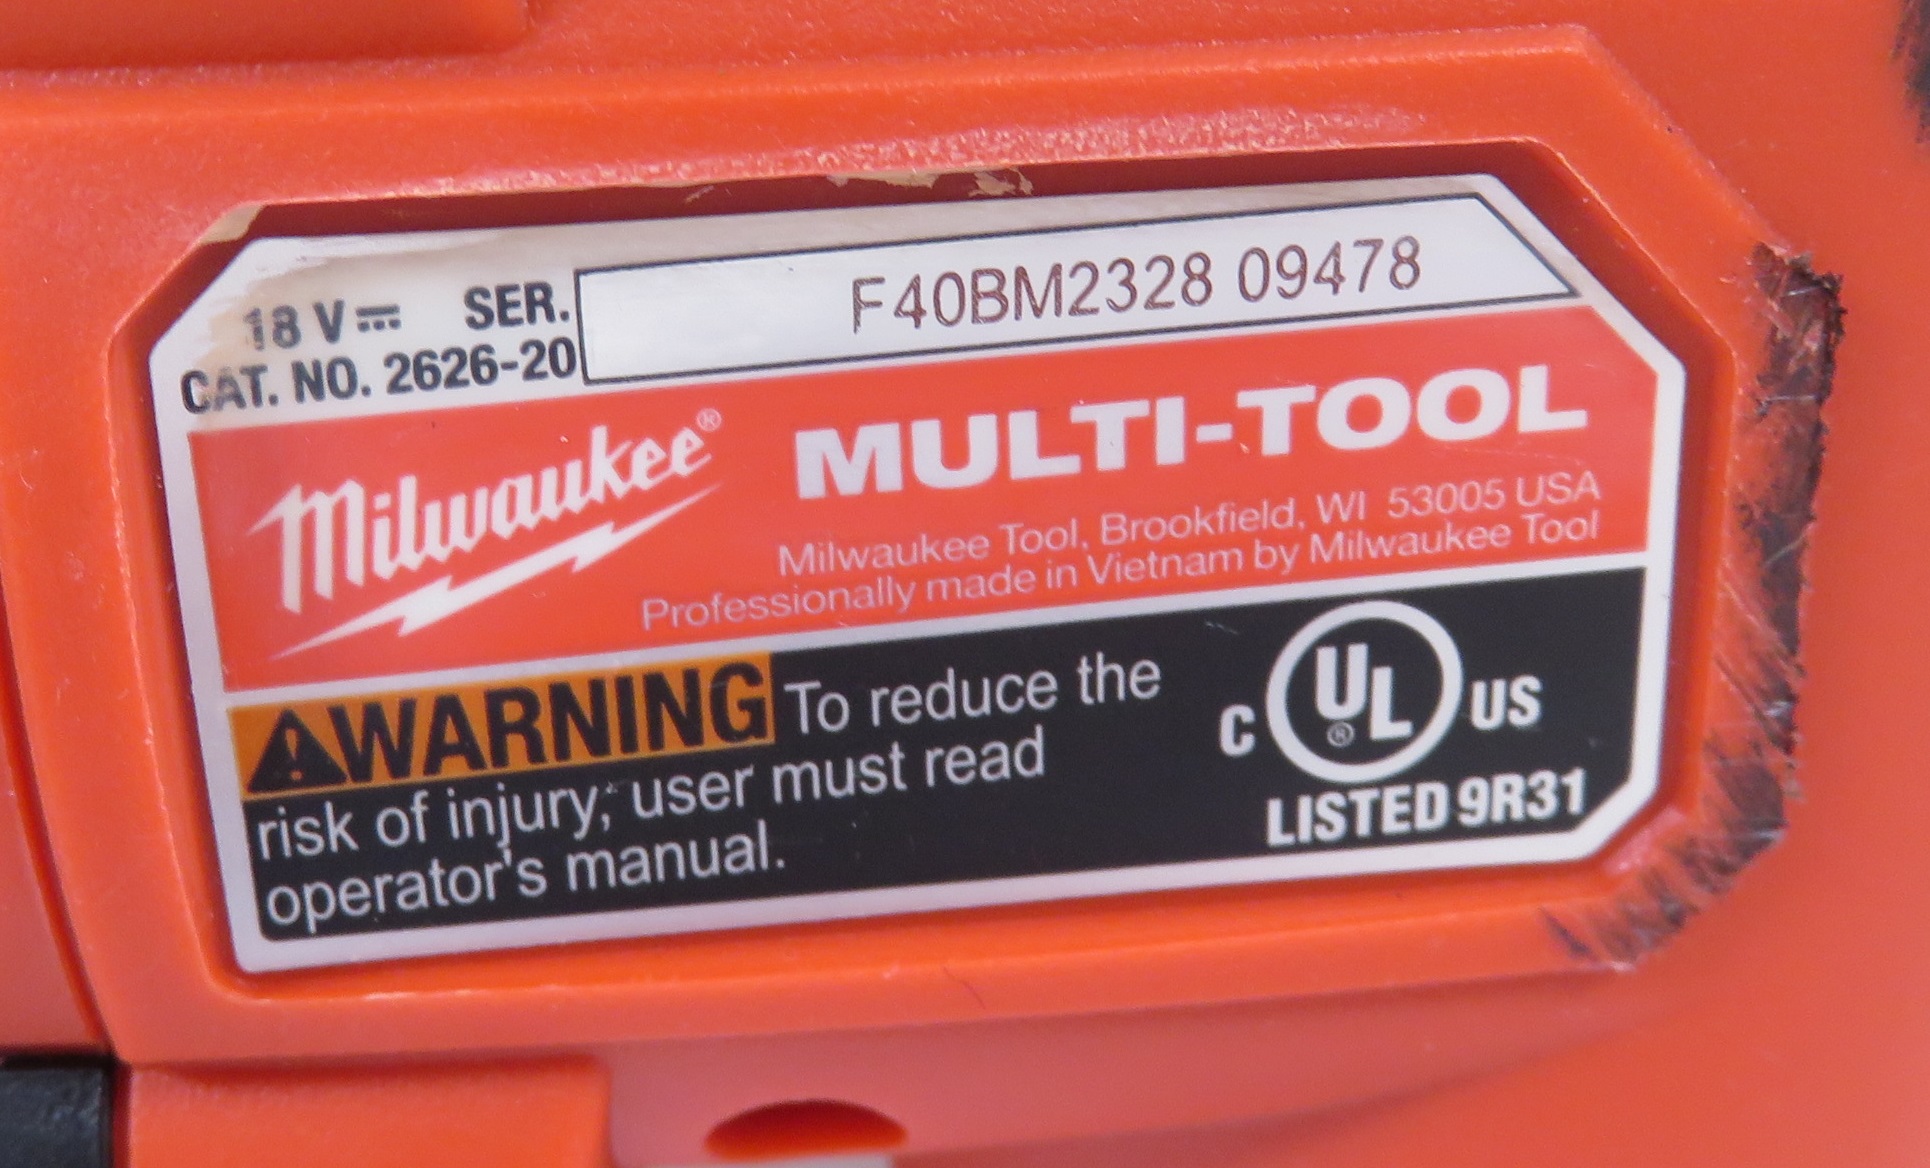 18 V⎓ SER. F40BM2328 09478
CAT. NO. 2626-20
Milwaukee® MULTI-TOOL
Milwaukee Tool, Brookfield, WI 53005 USA
Professionally made in Vietnam by Milwaukee Tool
⚠WARNING To reduce the
risk of injury, user must read
operator's manual.
C UL® US
LISTED 9R31